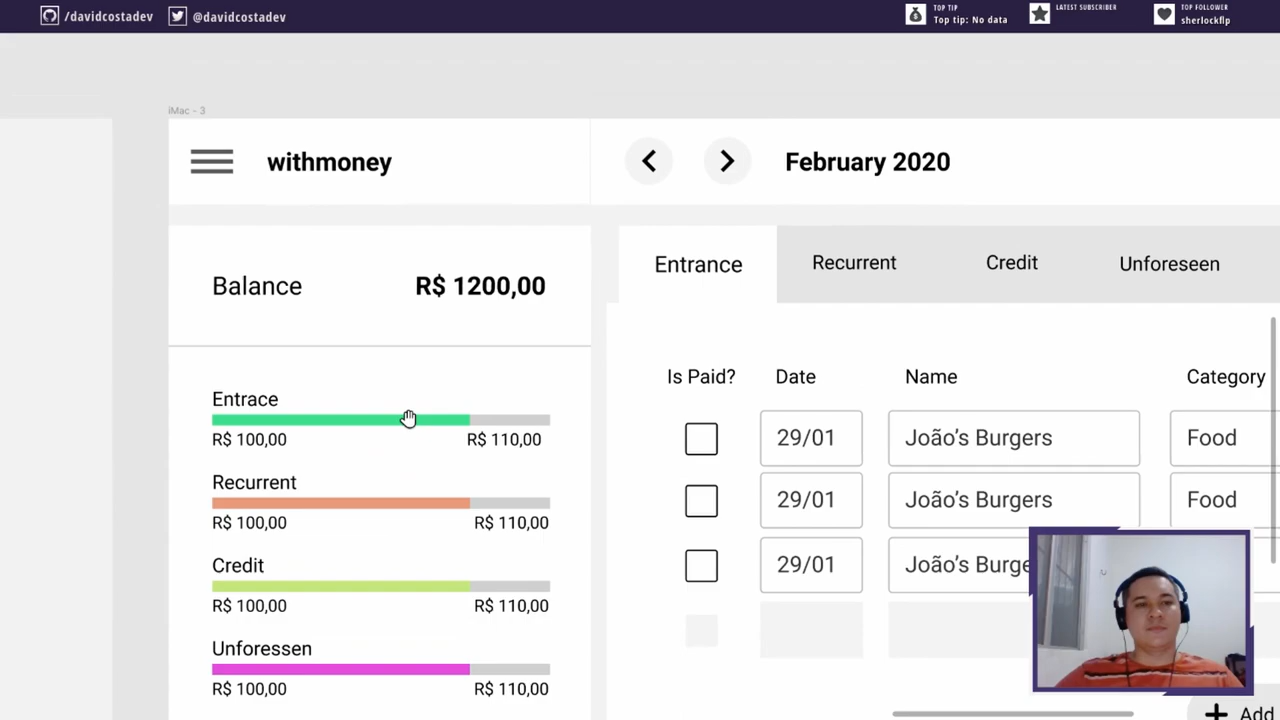 /davidcostadev @davidcostadev
TOP TIP
Top tip: No data
LATEST SUBSCRIBER
TOP FOLLOWER
sherlockflp
iMac - 3
withmoney
February 2020
Balance R$ 1200,00
Entrace
R$ 100,00 R$ 110,00
Recurrent
R$ 100,00 R$ 110,00
Credit
R$ 100,00 R$ 110,00
Unforessen
R$ 100,00 R$ 110,00
Entrance Recurrent Credit Unforeseen
Is Paid? Date Name Category
29/01 João’s Burgers Food
29/01 João’s Burgers Food
29/01 João’s Burge
Add